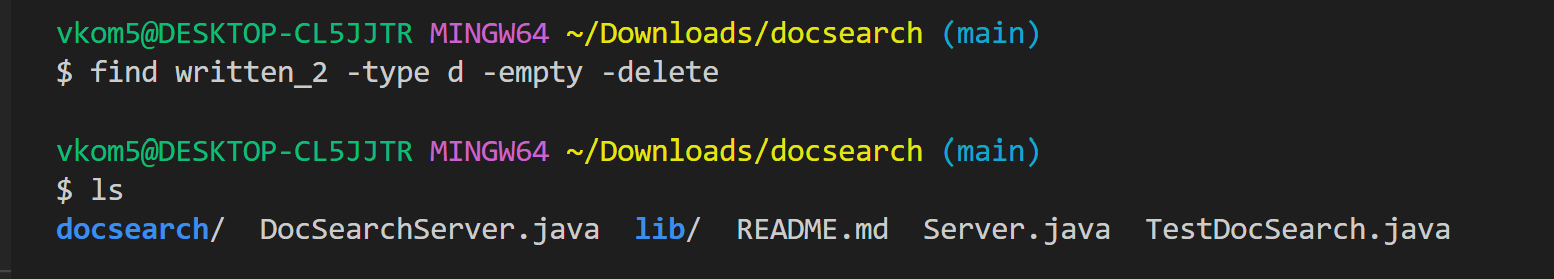 vkom5@DESKTOP-CL5JJTR MINGW64 ~/Downloads/docsearch (main)
$ find written_2 -type d -empty -delete
vkom5@DESKTOP-CL5JJTR MINGW64 ~/Downloads/docsearch (main)
$ ls
docsearch/  DocSearchServer.java  lib/  README.md  Server.java  TestDocSearch.java